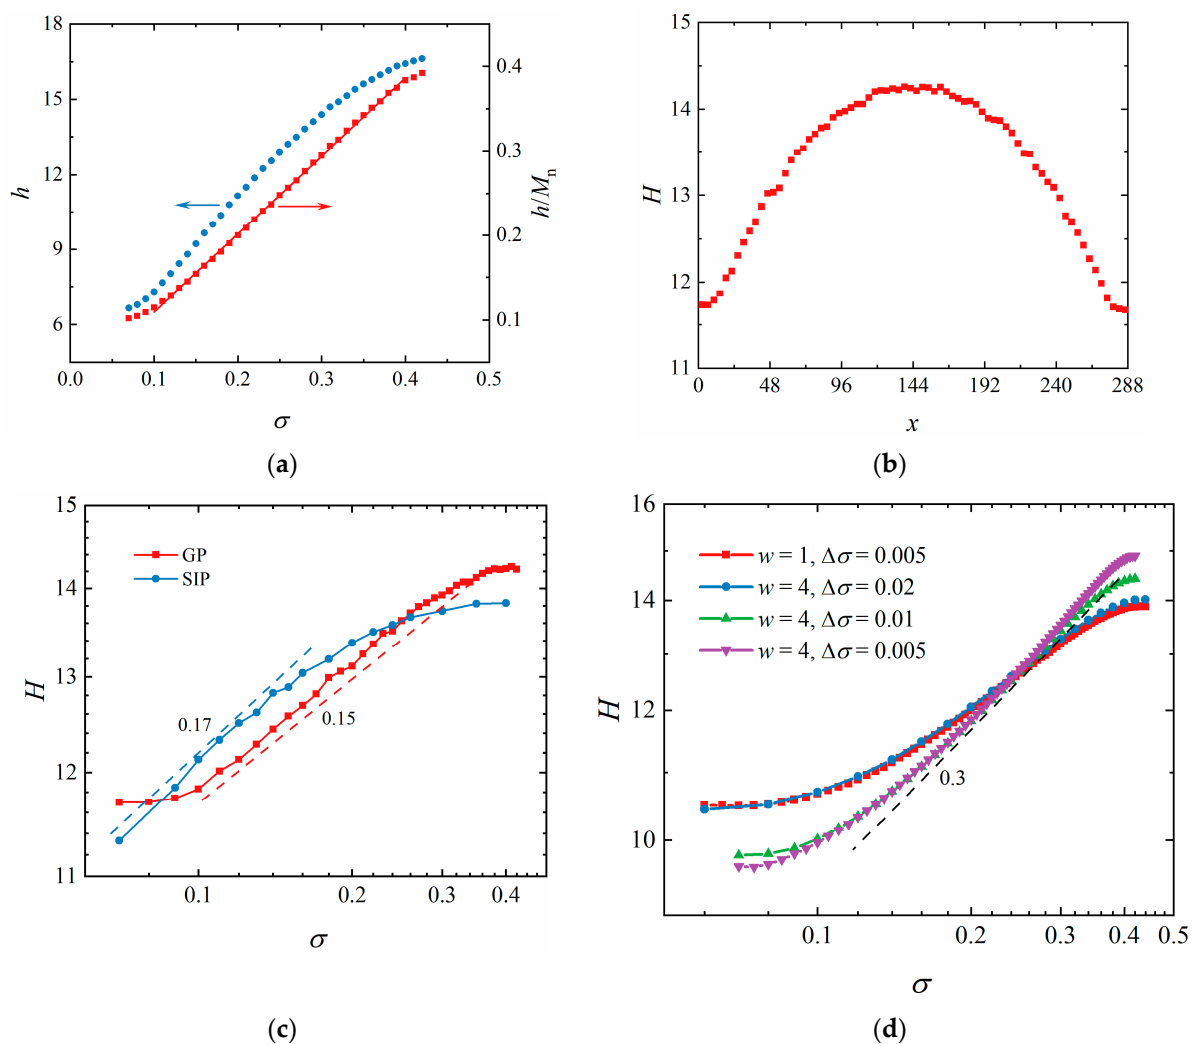 18
15
12
9
6
h
0.4
0.3
0.2
0.1
h/Mn
0.0 0.1 0.2 0.3 0.4 0.5
σ
(a)
15
14
13
12
11
H
0 48 96 144 192 240 288
x
(b)
15
14
13
12
11
H
GP
SIP
0.17
0.15
0.1 0.2 0.3 0.4
σ
(c)
16
14
12
10
H
w = 1, Δσ = 0.005
w = 4, Δσ = 0.02
w = 4, Δσ = 0.01
w = 4, Δσ = 0.005
0.3
0.1 0.2 0.3 0.4 0.5
σ
(d)